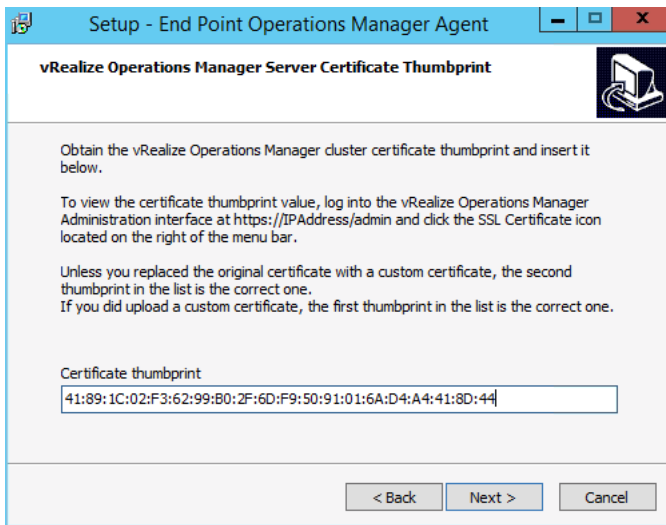 Setup - End Point Operations Manager Agent
vRealize Operations Manager Server Certificate Thumbprint
Obtain the vRealize Operations Manager cluster certificate thumbprint and insert it
below.
To view the certificate thumbprint value, log into the vRealize Operations Manager
Administration interface at https://IPAddress/admin and click the SSL Certificate icon
located on the right of the menu bar.
Unless you replaced the original certificate with a custom certificate, the second
thumbprint in the list is the correct one.
If you did upload a custom certificate, the first thumbprint in the list is the correct one.
Certificate thumbprint
41:89:1C:02:F3:62:99:B0:2F:6D:F9:50:91:01:6A:D4:A4:41:8D:44
< Back Next > Cancel